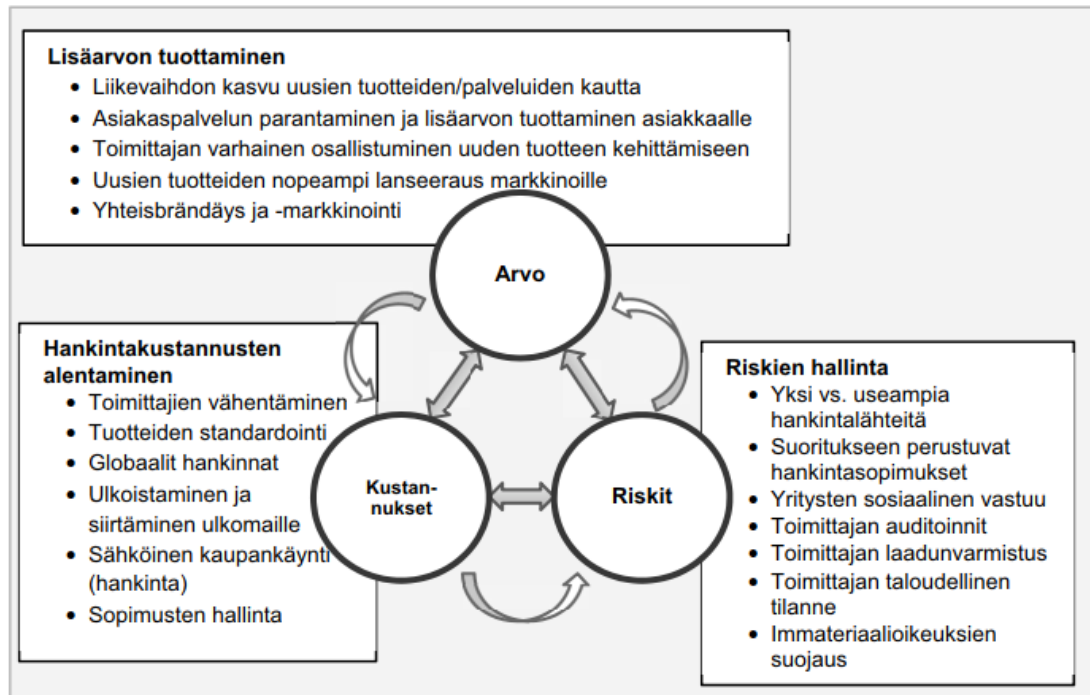 Lisäarvon tuottaminen
• Liikevaihdon kasvu uusien tuotteiden/palveluiden kautta
• Asiakaspalvelun parantaminen ja lisäarvon tuottaminen asiakkaalle
• Toimittajan varhainen osallistuminen uuden tuotteen kehittämiseen
• Uusien tuotteiden nopeampi lanseeraus markkinoille
• Yhteisbrändäys ja -markkinointi
Arvo
Hankintakustannusten
alentaminen
• Toimittajien vähentäminen
• Tuotteiden standardointi
• Globaalit hankinnat
• Ulkoistaminen ja
siirtäminen ulkomaille
• Sähköinen kaupankäynti
(hankinta)
• Sopimusten hallinta
Kustan-
nukset
Riskit
Riskien hallinta
• Yksi vs. useampia
hankintalähteitä
• Suoritukseen perustuvat
hankintasopimukset
• Yritysten sosiaalinen vastuu
• Toimittajan auditoinnit
• Toimittajan laadunvarmistus
• Toimittajan taloudellinen
tilanne
• Immateriaalioikeuksien
suojaus